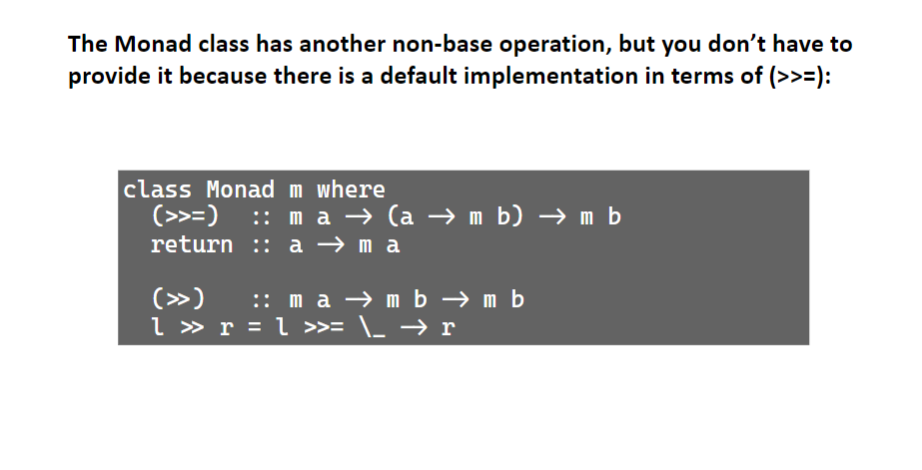 The Monad class has another non-base operation, but you don’t have to
provide it because there is a default implementation in terms of (>>=):
class Monad m where
(>>=) :: m a → (a → m b) → m b
return :: a → m a
(≫) :: m a → m b → m b
l ≫ r = l >>= \_ → r